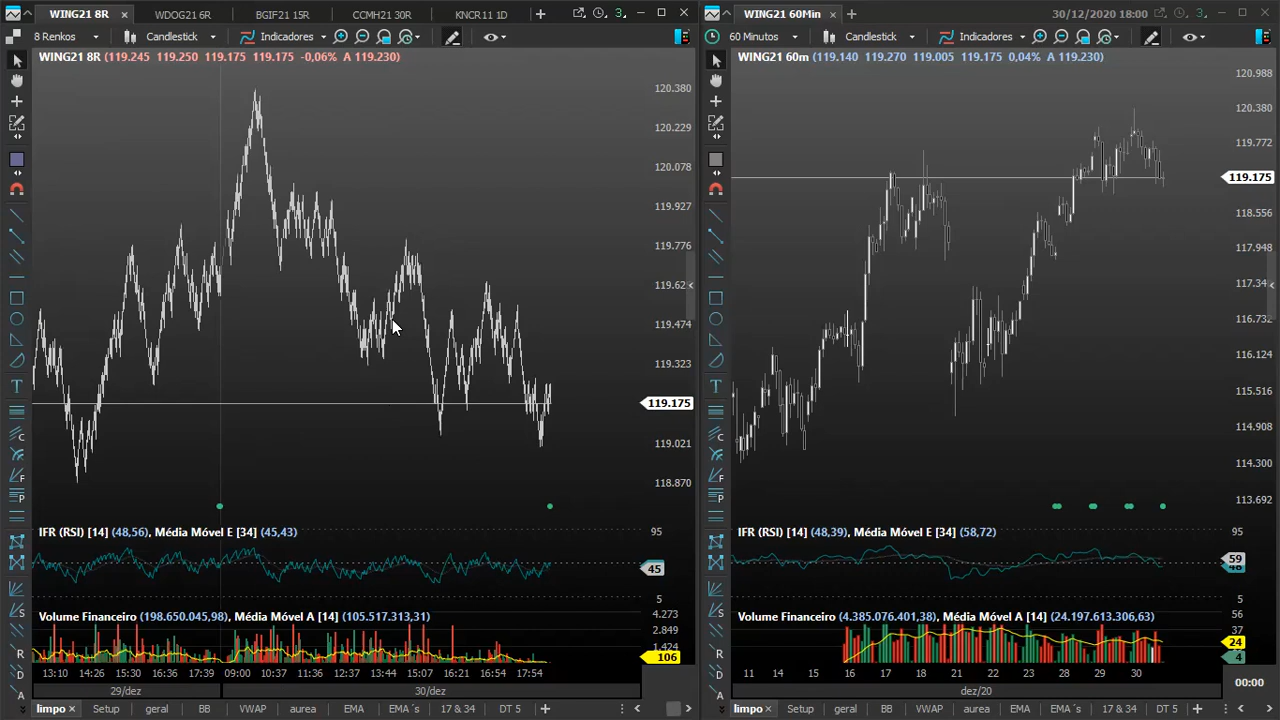 WING21 8R
WDOG21 6R
BGIF21 15R
CCMH21 30R
KNCR11 1D
3
8 Renkos
Candlestick
Indicadores
WING21 8R (119.245 119.250 119.175 119.175 -0,06% A 119.230)
120.380
120.229
120.078
119.927
119.776
119.62
119.474
119.363
119.175
119.021
118.870
IFR (RSI) [14] (48,56), Média Móvel E [34] (45,43)
95
45
5
Volume Financeiro (198.650.045,98), Média Móvel A [14] (105.517.313,31)
4.273
2.849
1.424
106
13:10 14:26 15:30 16:36 17:39 09:00 10:30 11:26 12:37 13:44 15:07 16:21 16:54 17:54
29/dez 30/dez
limpo Setup geral BB VWAP aurea EMA EMA´s 17 & 34 DT 5
WING21 60Min
30/12/2020 18:00
3
60 Minutos
Candlestick
Indicadores
WING21 60m (119.140 119.270 119.005 119.175 0,04% A 119.230)
120.988
120.380
119.772
119.175
118.556
117.948
117.34
116.732
116.124
115.516
114.908
114.300
113.692
IFR (RSI) [14] (48,39), Média Móvel E [34] (58,72)
95
59
5
Volume Financeiro (4.385.076.401,38), Média Móvel A [14] (24.197.613.306,63)
56
37
24
4
11 14 15 16 17 18 21 22 23 28 29 30
00:00
dez/20
limpo Setup geral BB VWAP aurea EMA EMA´s 17 & 34 DT 5